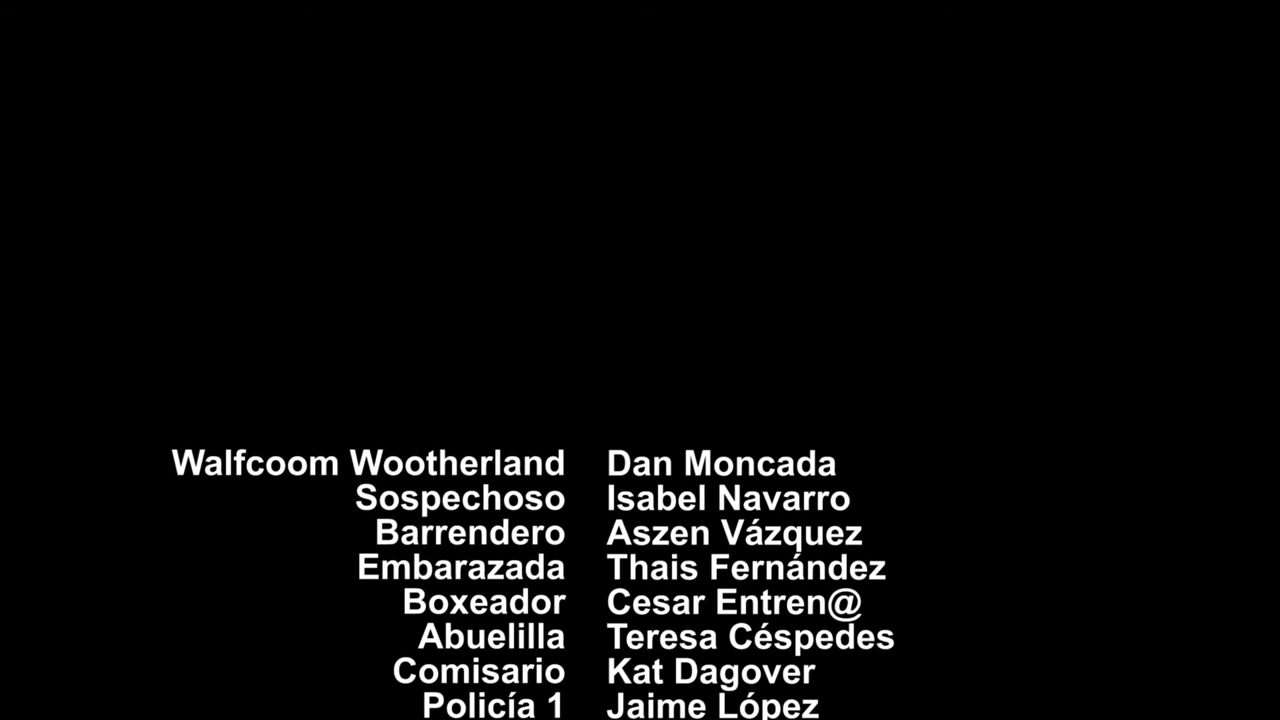 Walfcoom Wootherland Dan Moncada
Sospechoso Isabel Navarro
Barrendero Aszen Vázquez
Embarazada Thais Fernández
Boxeador Cesar Entren@
Abuelilla Teresa Céspedes
Comisario Kat Dagover
Policía 1 Jaime López